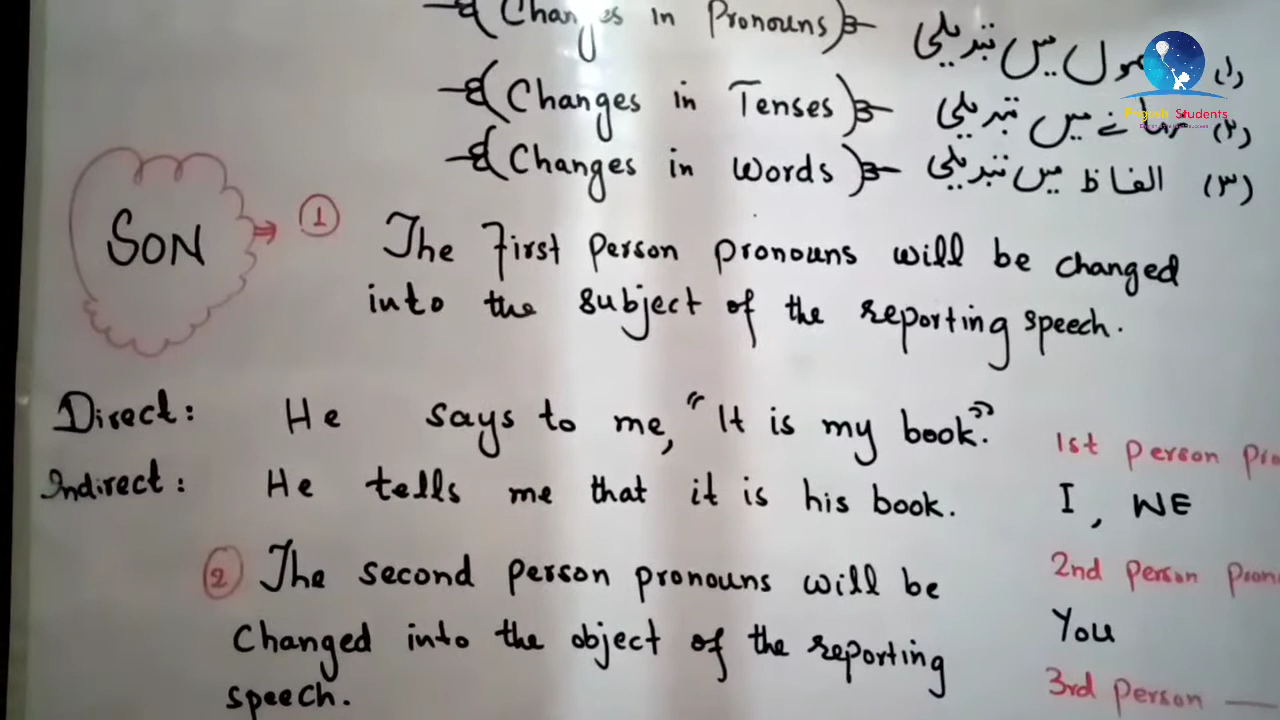 Changes in Pronouns میں تبدیلی (۱)
Changes in Tenses زمانے میں تبدیلی (۲)
Changes in Words الفاظ میں تبدیلی (۳)
English Students
SON
1 The First person pronouns will be changed
into the subject of the reporting speech.
Direct: He says to me, "It is my book."
Indirect: He tells me that it is his book.
1st person
I, WE
2 The second person pronouns will be
Changed into the object of the reporting
speech.
2nd person
You
3rd person